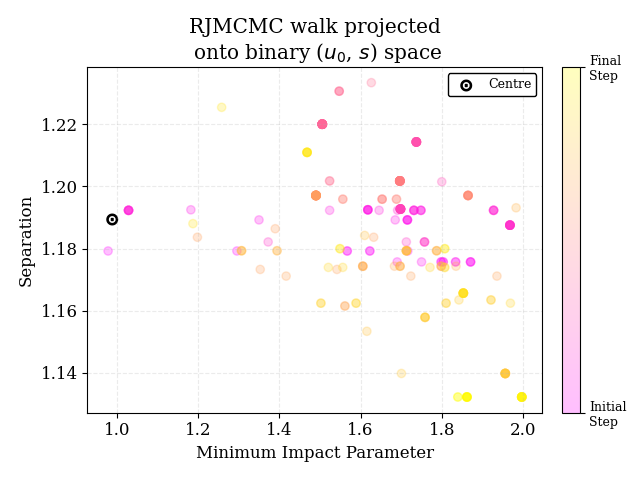 RJMCMC walk projected
onto binary (u₀, s) space
Centre
Final
Step
Initial
Step
Separation
1.22
1.20
1.18
1.16
1.14
1.0
1.2
1.4
1.6
1.8
2.0
Minimum Impact Parameter